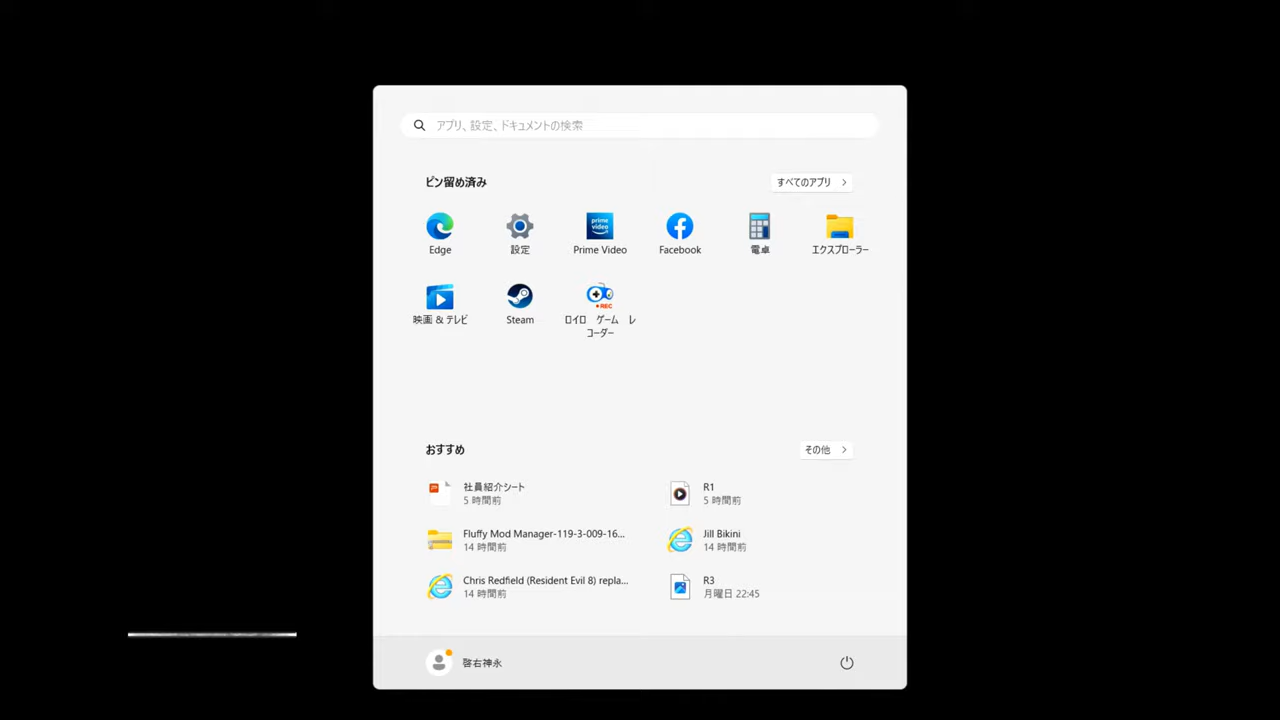 アプリ、設定、ドキュメントの検索
ピン留め済み
すべてのアプリ
Edge
設定
prime video
Prime Video
Facebook
電卓
エクスプローラー
映画 & テレビ
Steam
REC
ロイロ　ゲーム　レ
コーダー
おすすめ
その他
社員紹介シート
5 時間前
R1
5 時間前
Fluffy Mod Manager-119-3-009-16...
14 時間前
Jill Bikini
14 時間前
Chris Redfield (Resident Evil 8) repla...
14 時間前
R3
月曜日 22:45
啓右神永